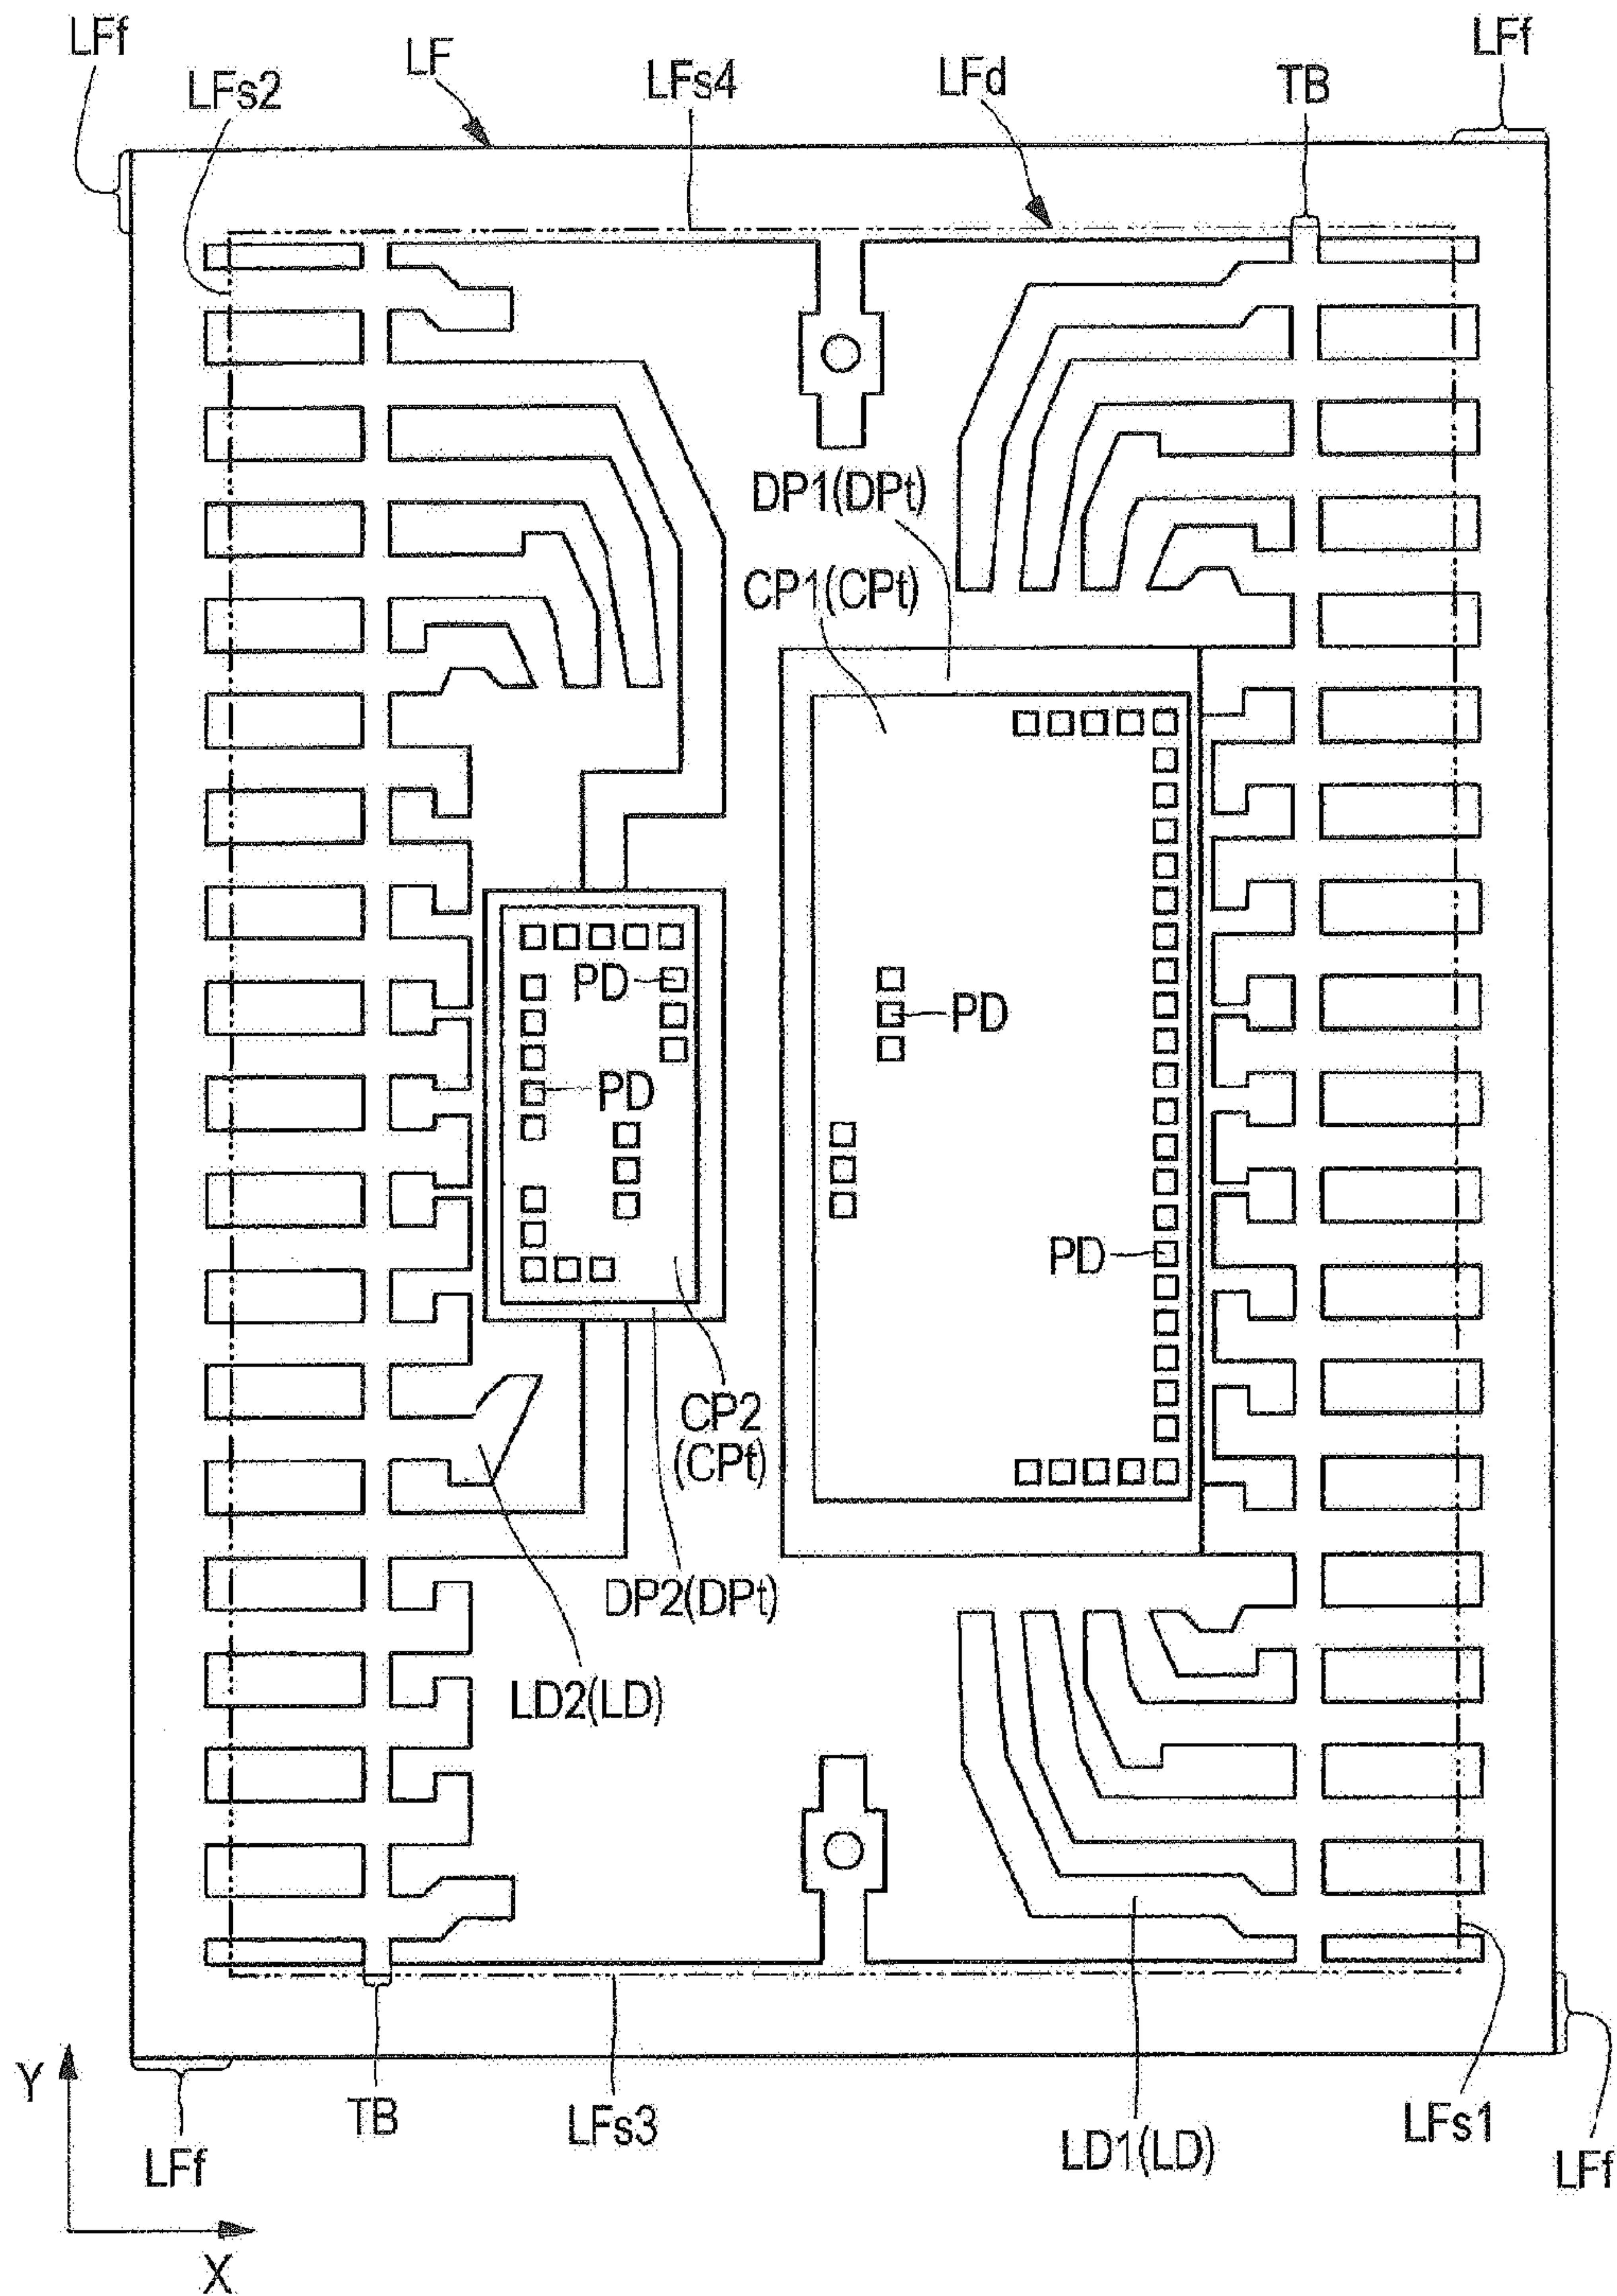 LFf
LF
LFs2
LFs4
LFd
TB
LFf
DP1(DPt)
CP1(CPt)
PD
PD
PD
PD
CP2
(CPt)
DP2(DPt)
LD2(LD)
Y
X
LFf
TB
LFs3
LD1(LD)
LFs1
LFf